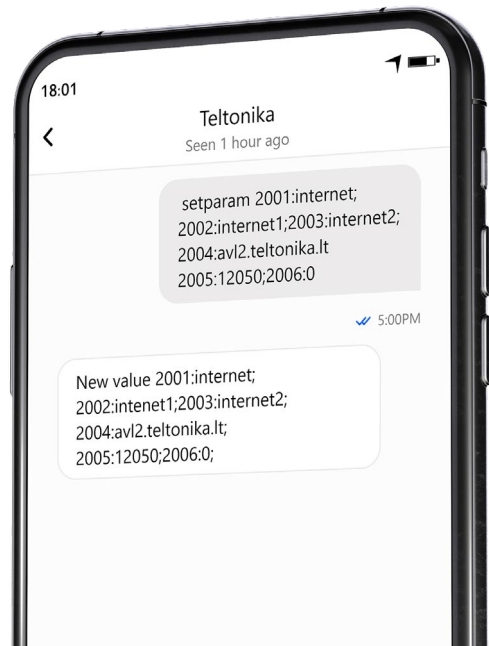 18:01
Teltonika
Seen 1 hour ago
setparam 2001:internet;
2002:internet1;2003:internet2;
2004:avl2.teltonika.lt
2005:12050;2006:0
5:00PM
New value 2001:internet;
2002:intenet1;2003:internet2;
2004:avl2.teltonika.lt;
2005:12050;2006:0;